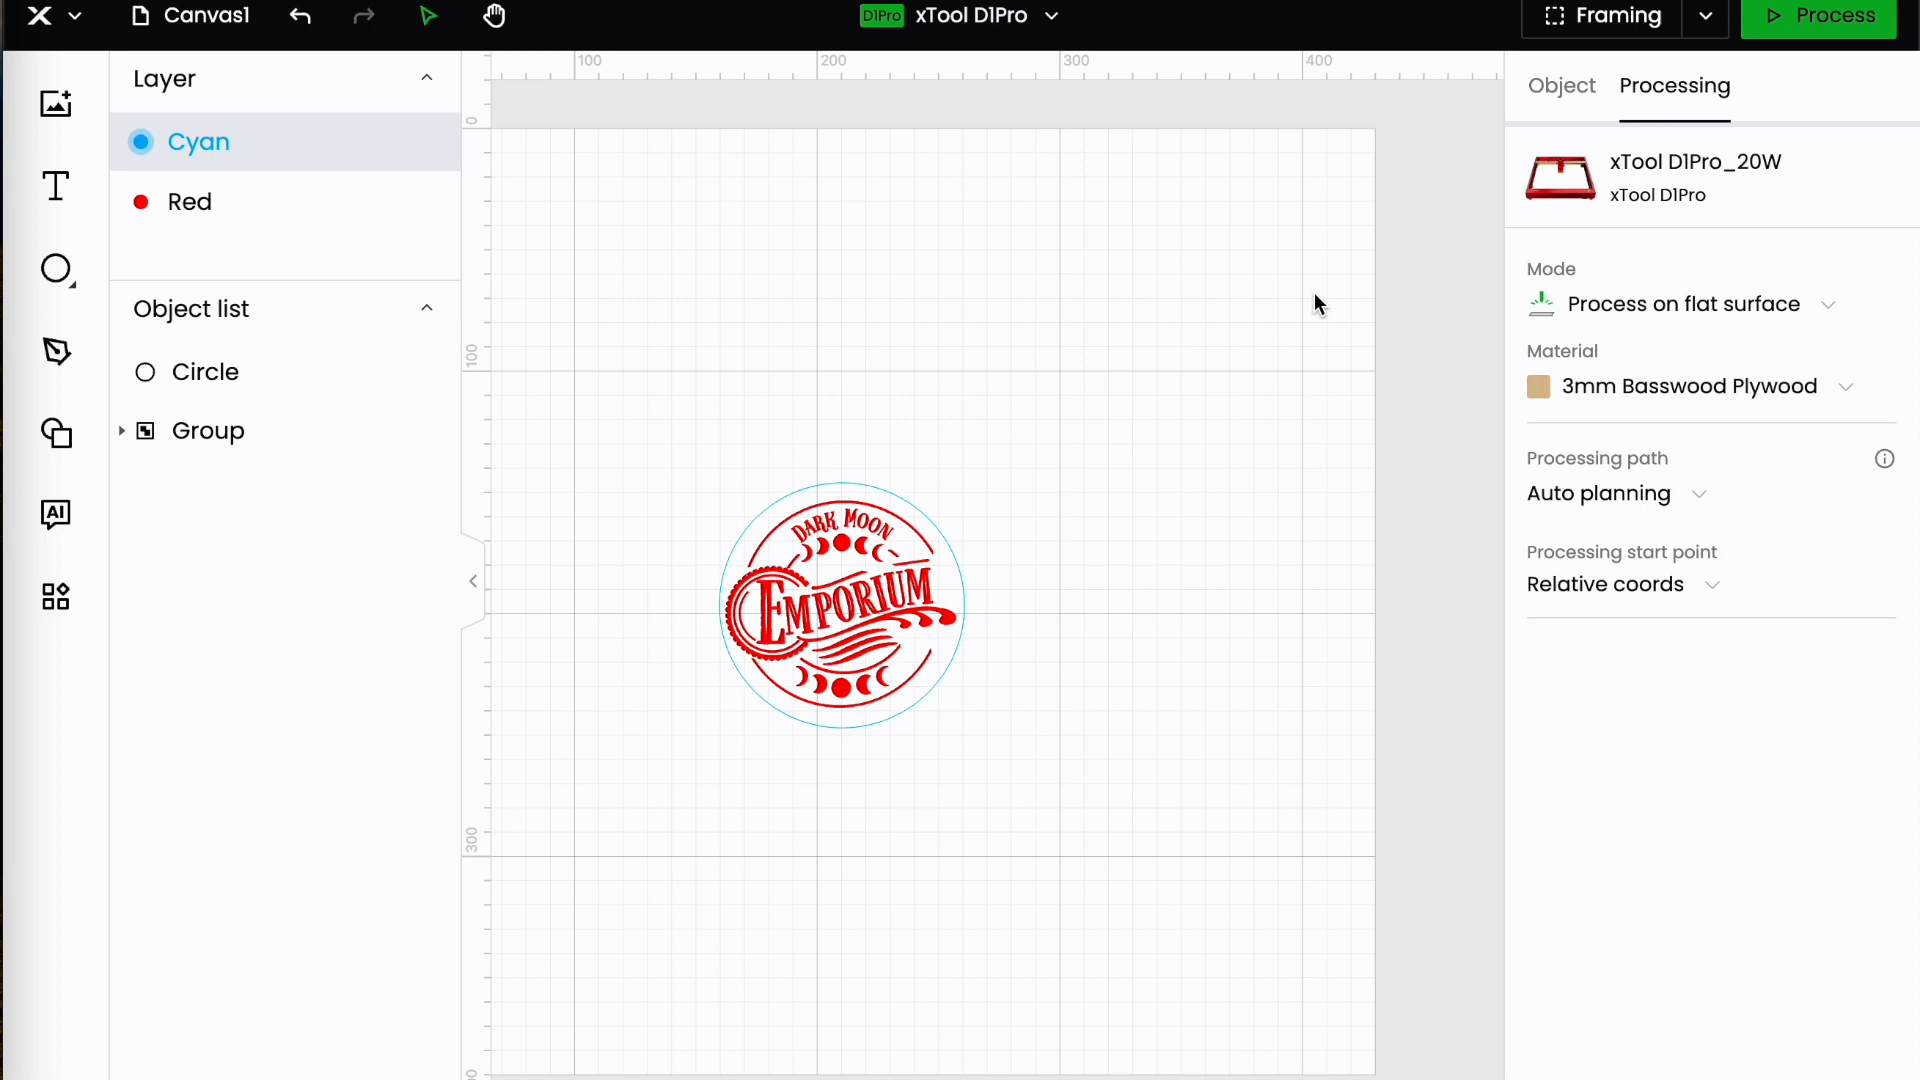 Canvas1
D1Pro xTool D1Pro
Framing
Process
Layer
Cyan
Red
Object list
Circle
Group
AI
100
200
300
400
0
100
300
DARK MOON
EMPORIUM
Object
Processing
xTool D1Pro_20W
xTool D1Pro
Mode
Process on flat surface
Material
3mm Basswood Plywood
Processing path
Auto planning
Processing start point
Relative coords